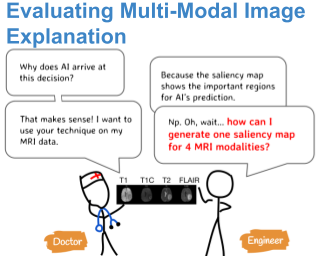 Evaluating Multi-Modal Image
Explanation
Why does AI arrive at
this decision?
Because the saliency map
shows the important regions
for AI's prediction.
That makes sense! I want to
use your technique on my
MRI data.
Np. Oh, wait... how can I
generate one saliency map
for 4 MRI modalities?
T1 T1C T2 FLAIR
Doctor
Engineer